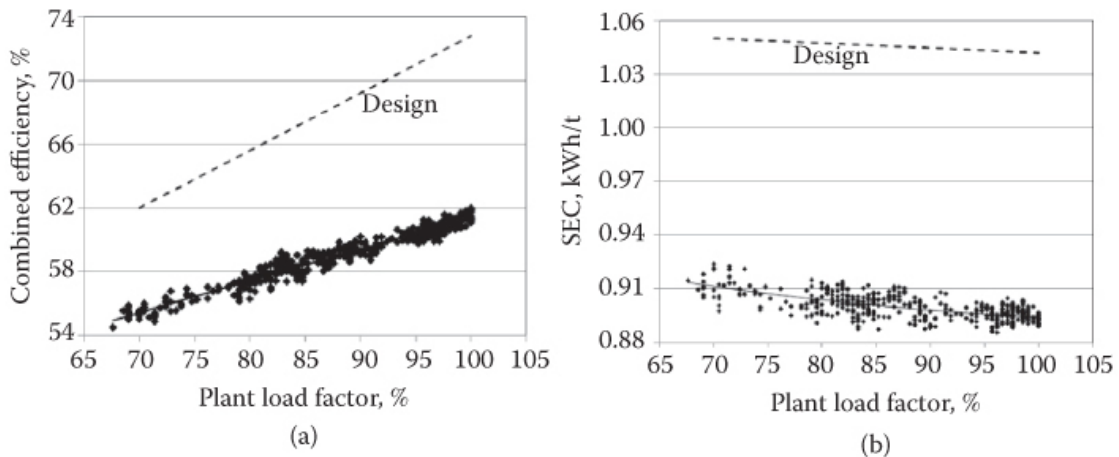 74
70
66
62
58
54
Combined efficiency, %
Design
65 70 75 80 85 90 95 100 105
Plant load factor, %
(a)
1.06
1.03
1.00
0.97
0.94
0.91
0.88
SEC, kWh/t
Design
65 70 75 80 85 90 95 100 105
Plant load factor, %
(b)